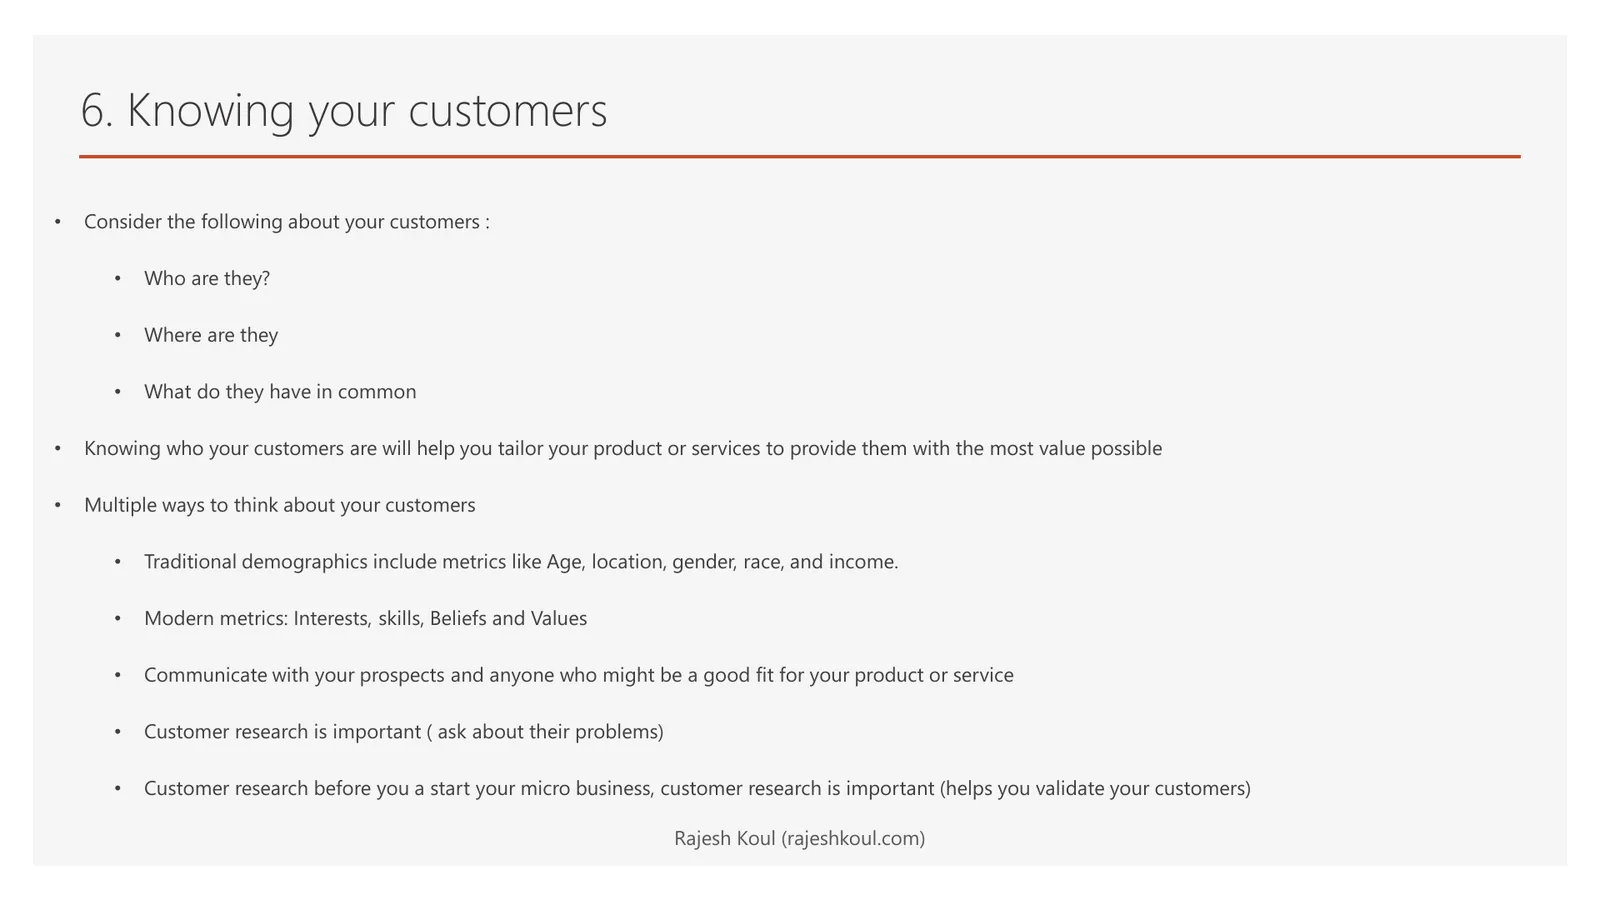 6. Knowing your customers
• Consider the following about your customers :
• Who are they?
• Where are they
• What do they have in common
• Knowing who your customers are will help you tailor your product or services to provide them with the most value possible
• Multiple ways to think about your customers
• Traditional demographics include metrics like Age, location, gender, race, and income.
• Modern metrics: Interests, skills, Beliefs and Values
• Communicate with your prospects and anyone who might be a good fit for your product or service
• Customer research is important ( ask about their problems)
• Customer research before you a start your micro business, customer research is important (helps you validate your customers)
Rajesh Koul (rajeshkoul.com)